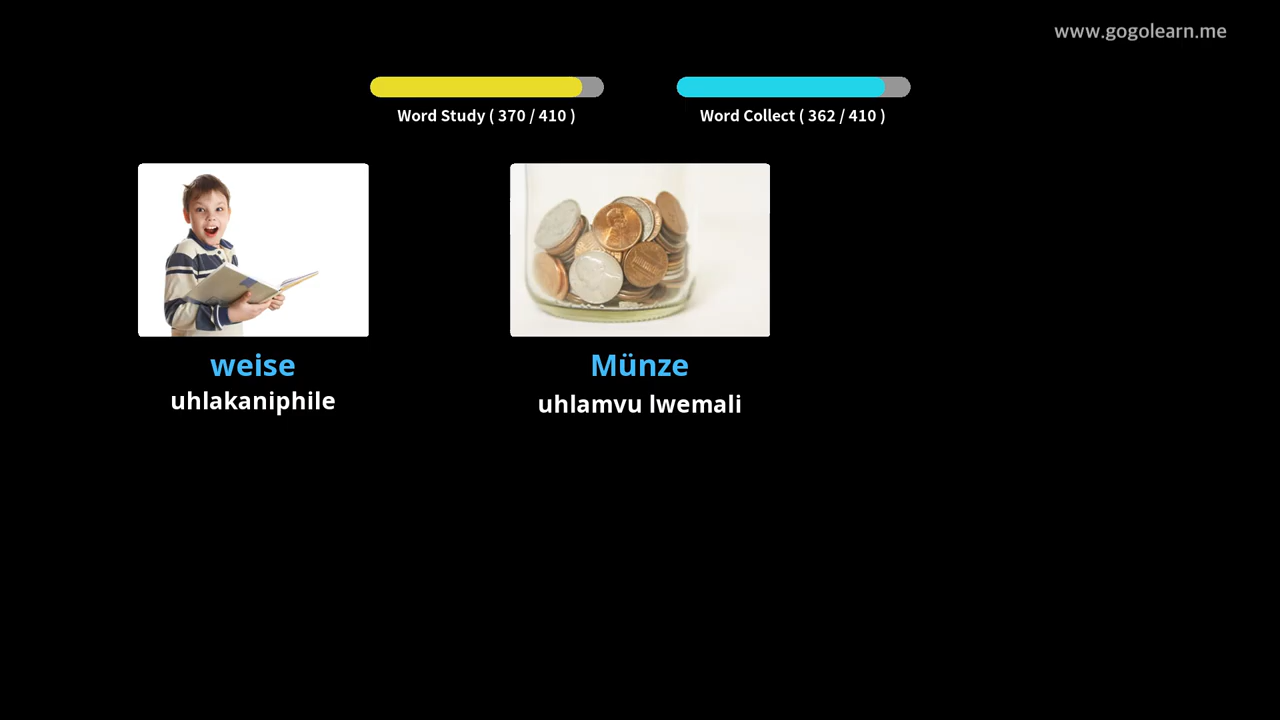 www.gogolearn.me
Word Study ( 370 / 410 )
Word Collect ( 362 / 410 )
weise
uhlakaniphile
Münze
uhlamvu lwemali